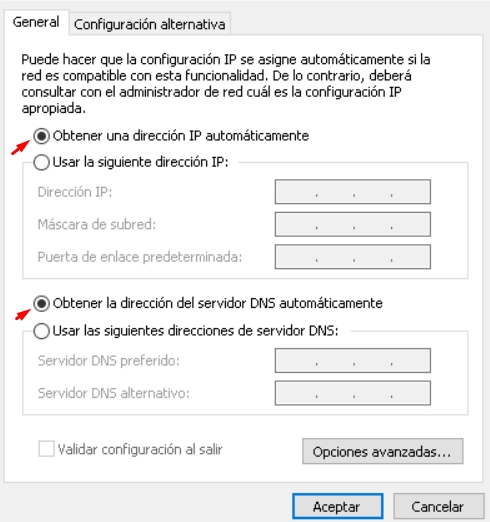 General
Configuración alternativa
Puede hacer que la configuración IP se asigne automáticamente si la
red es compatible con esta funcionalidad. De lo contrario, deberá
consultar con el administrador de red cuál es la configuración IP
apropiada.
Obtener una dirección IP automáticamente
Usar la siguiente dirección IP:
Dirección IP:
Máscara de subred:
Puerta de enlace predeterminada:
Obtener la dirección del servidor DNS automáticamente
Usar las siguientes direcciones de servidor DNS:
Servidor DNS preferido:
Servidor DNS alternativo:
Validar configuración al salir
Opciones avanzadas...
Aceptar
Cancelar